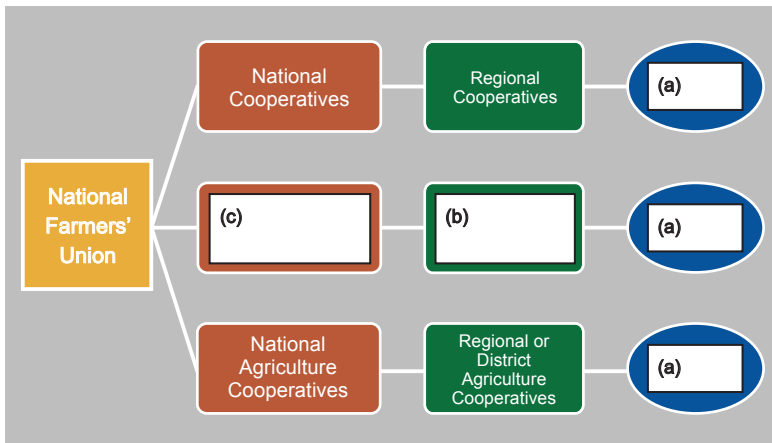 National
Cooperatives
Regional
Cooperatives
(a)
National
Farmers’
Union
(c)
(b)
(a)
National
Agriculture
Cooperatives
Regional or
District
Agriculture
Cooperatives
(a)